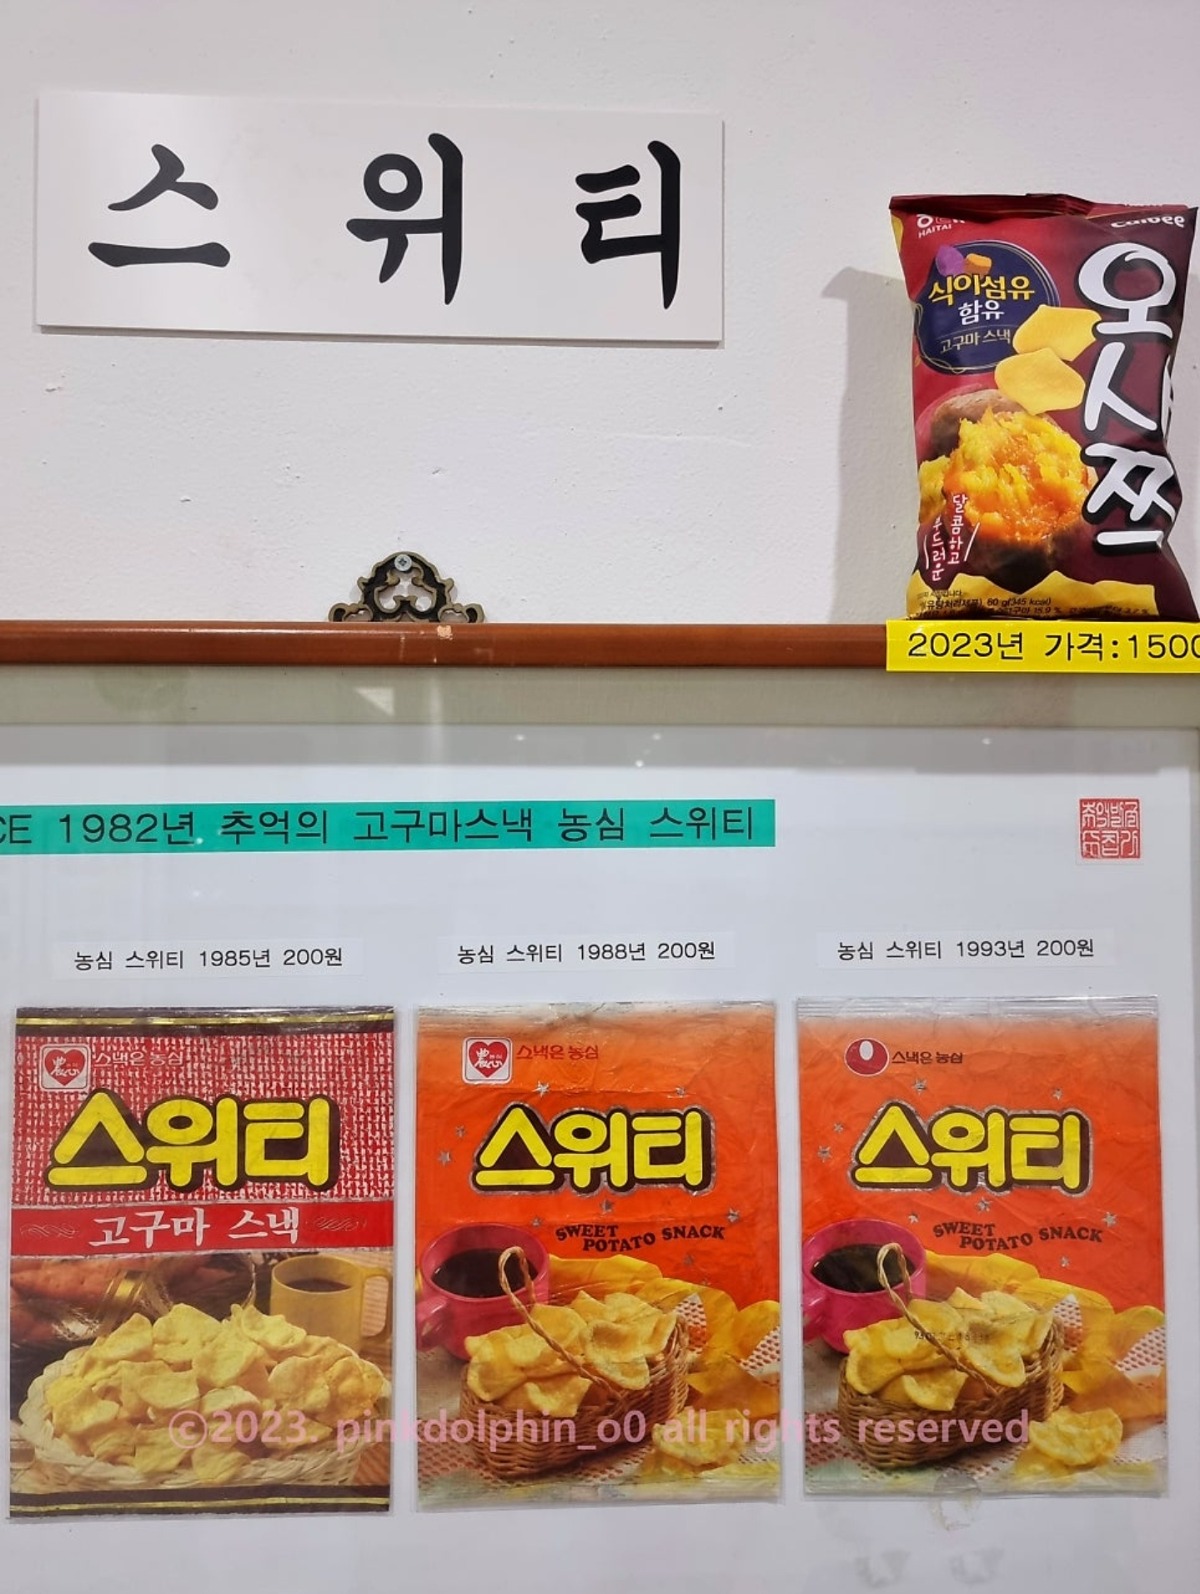 스위티
HAITAI
Calbee
식이섬유
함유
고구마 스낵
오사쯔
달콤하고
부드러운
60 g(345 kcal)
2023년 가격:1500
CE 1982년 추억의 고구마스낵 농심 스위티
농심 스위티 1985년 200원
농심 스위티 1988년 200원
농심 스위티 1993년 200원
스낵은 농심
스위티
고구마 스낵
스낵은 농심
스위티
SWEET
POTATO SNACK
스낵은 농심
스위티
SWEET
POTATO SNACK
©2023. pinkdolphin_o0 all rights reserved